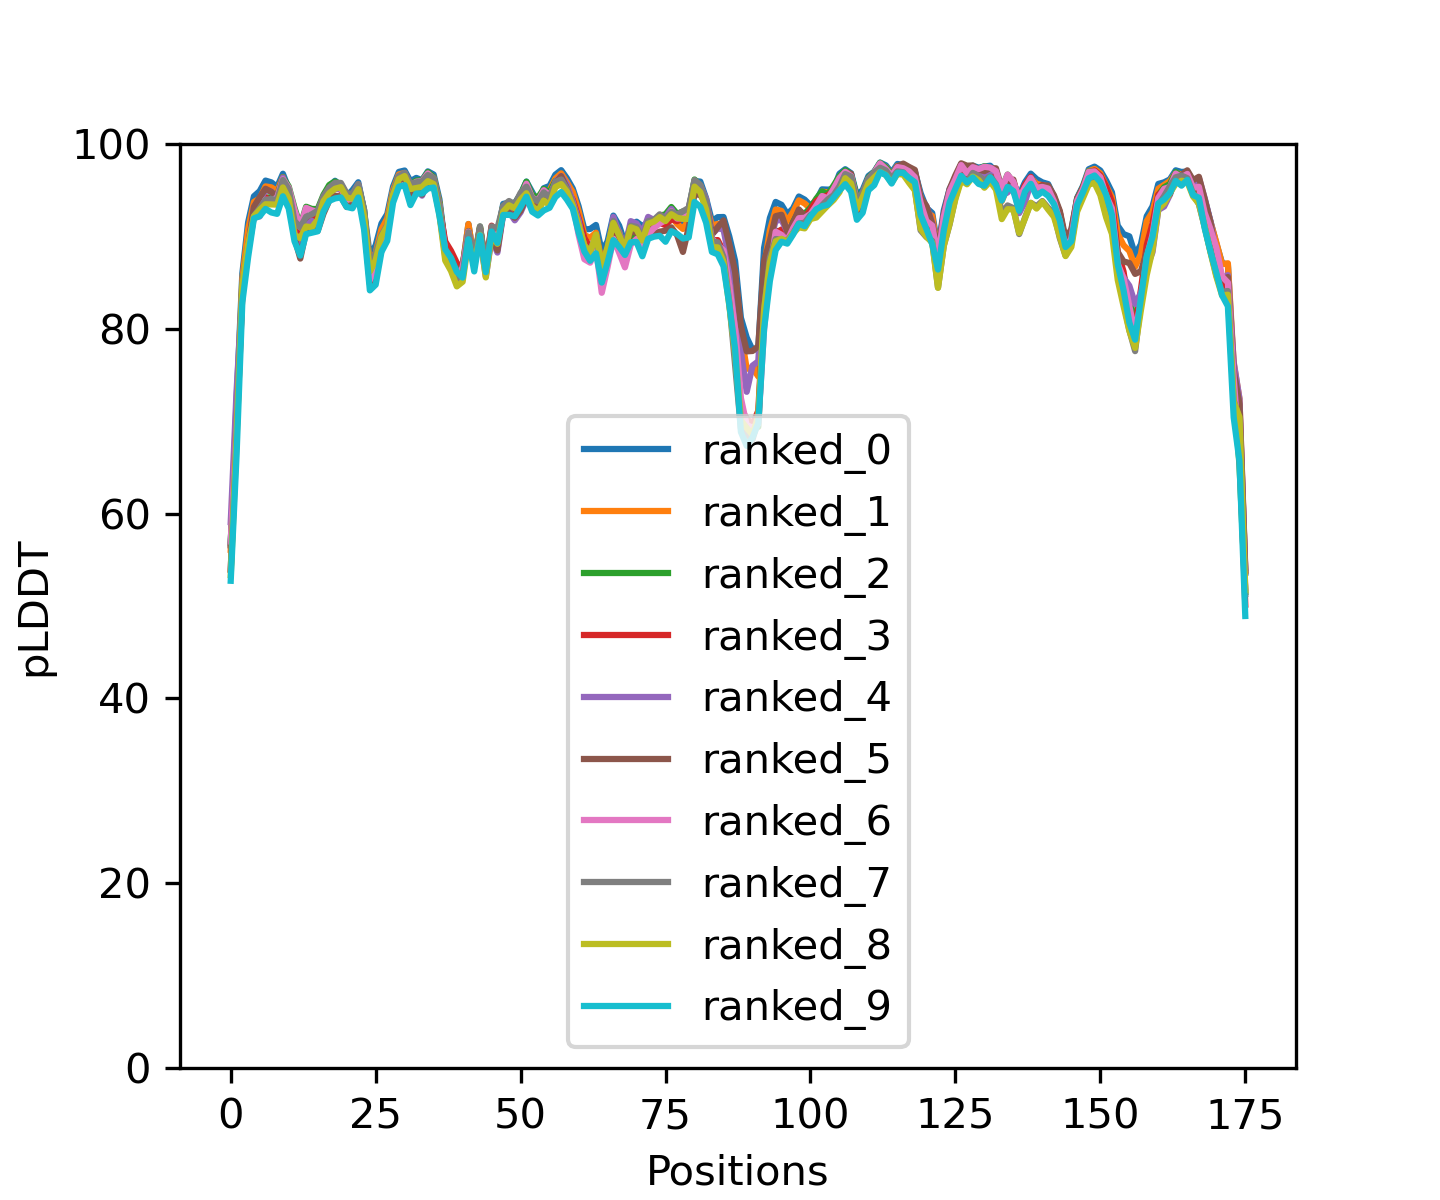 100
80
60
40
20
0
pLDDT
ranked_0
ranked_1
ranked_2
ranked_3
ranked_4
ranked_5
ranked_6
ranked_7
ranked_8
ranked_9
0 25 50 75 100 125 150 175
Positions